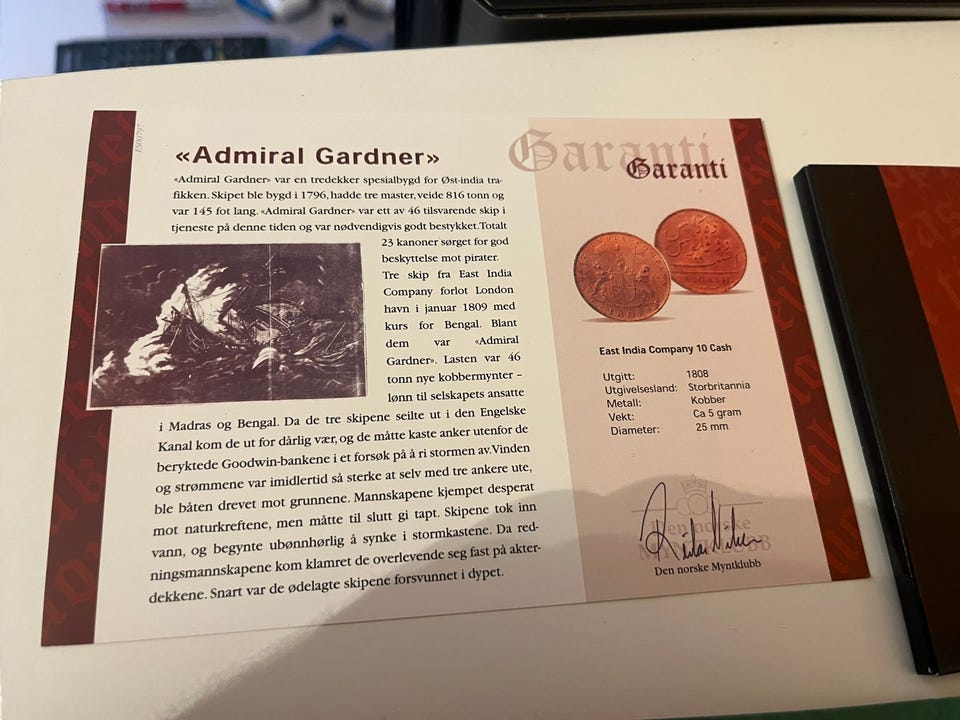 «Admiral Gardner»
«Admiral Gardner» var en tredekker spesialbygd for Øst-india tra-
fikken. Skipet ble bygd i 1796, hadde tre master, veide 816 tonn og
var 145 fot lang. «Admiral Gardner» var ett av 46 tilsvarende skip i
tjeneste på denne tiden og var nødvendigvis godt bestykket. Totalt
23 kanoner sørget for god
beskyttelse mot pirater.
Tre skip fra East India
Company forlot London
havn i januar 1809 med
kurs for Bengal. Blant
dem var «Admiral
Gardner». Lasten var 46
tonn nye kobbermynter –
lønn til selskapets ansatte
i Madras og Bengal. Da de tre skipene seilte ut i den Engelske
Kanal kom de ut for dårlig vær, og de måtte kaste anker utenfor de
beryktede Goodwin-bankene i et forsøk på å ri stormen av. Vinden
og strømmene var imidlertid så sterke at selv med tre ankere ute,
ble båten drevet mot grunnene. Mannskapene kjempet desperat
mot naturkreftene, men måtte til slutt gi tapt. Skipene tok inn
vann, og begynte ubønnhørlig å synke i stormkastene. Da red-
ningsmannskapene kom klamret de overlevende seg fast på akter-
dekkene. Snart var de ødelagte skipene forsvunnet i dypet.
Garanti
Garanti
1808
East India Company 10 Cash
Utgitt: 1808
Utgivelsesland: Storbritannia
Metall: Kobber
Vekt: Ca 5 gram
Diameter: 25 mm
Den norske
MYNTKLUBB
Den norske Myntklubb